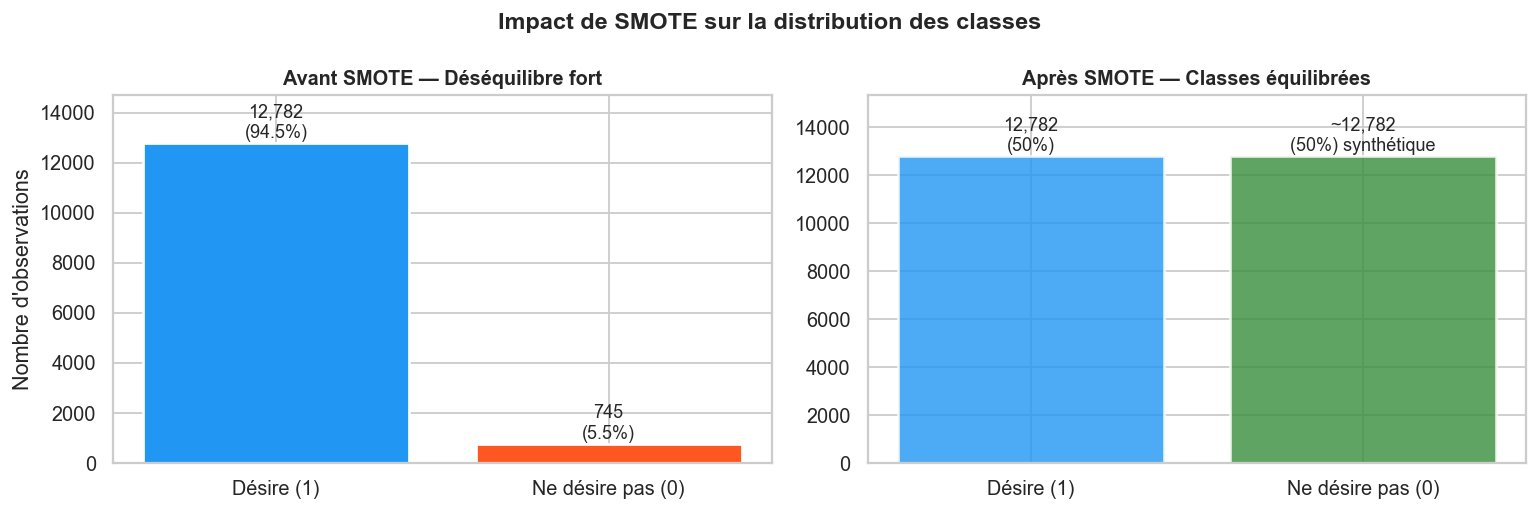 Impact de SMOTE sur la distribution des classes
Avant SMOTE — Déséquilibre fort
Nombre d'observations
14000
12000
10000
8000
6000
4000
2000
0
12,782
(94.5%)
745
(5.5%)
Désire (1)
Ne désire pas (0)
Après SMOTE — Classes équilibrées
14000
12000
10000
8000
6000
4000
2000
0
12,782
(50%)
~12,782
(50%) synthétique
Désire (1)
Ne désire pas (0)